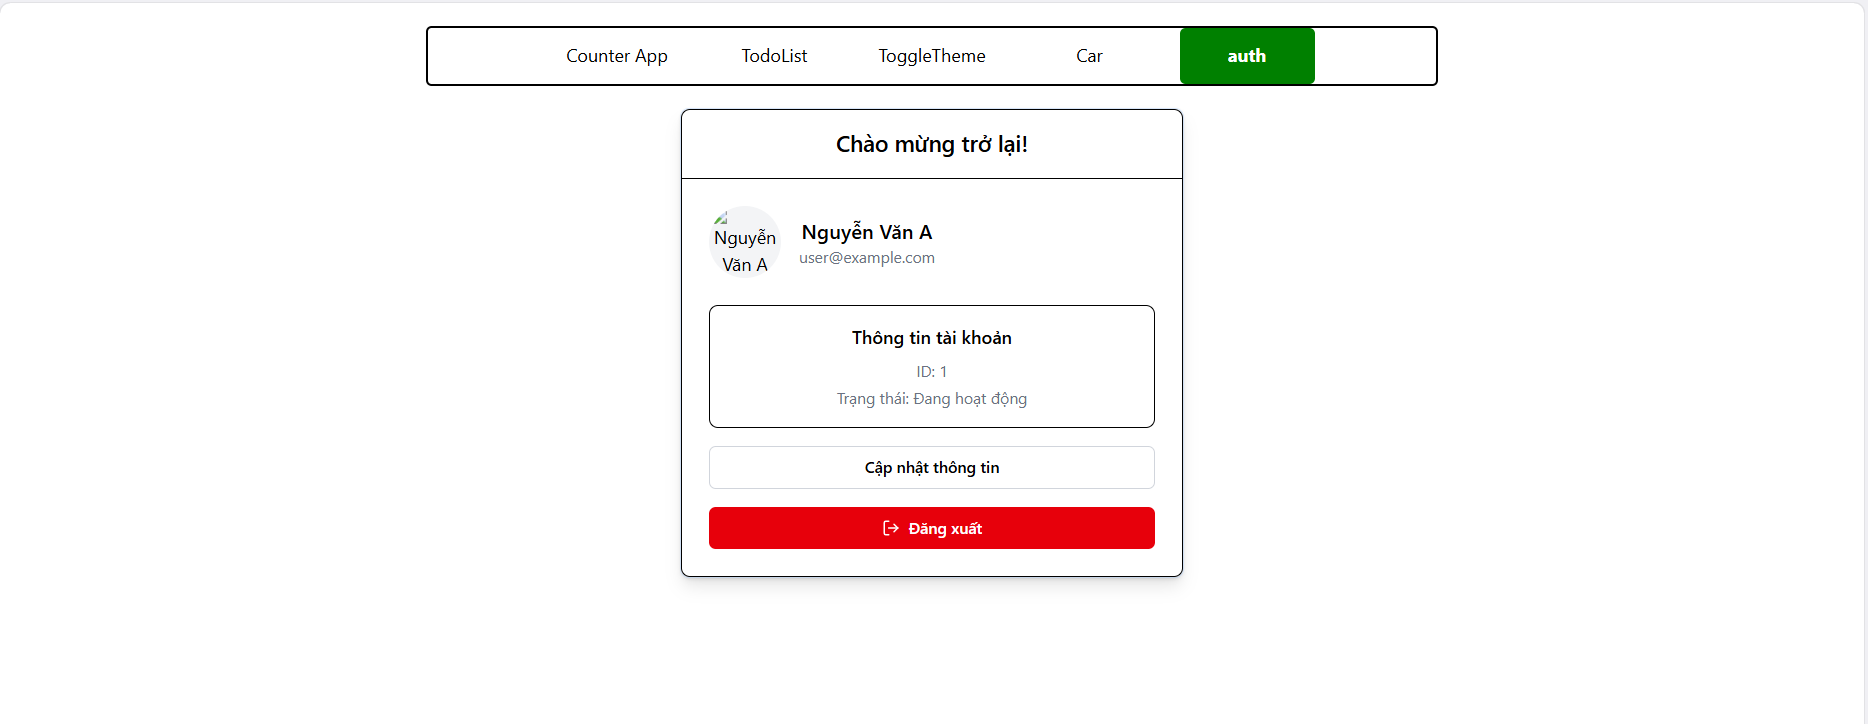 Counter App TodoList ToggleTheme Car auth
Chào mừng trở lại!
Nguyễn
Văn A
Nguyễn Văn A
user@example.com
Thông tin tài khoản
ID: 1
Trạng thái: Đang hoạt động
Cập nhật thông tin
Đăng xuất